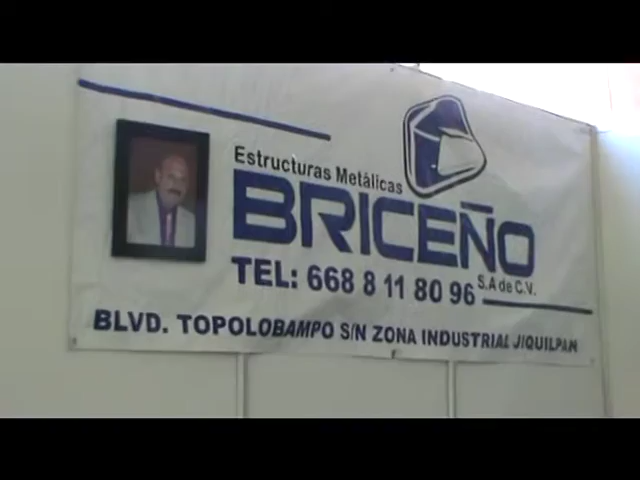 Estructuras Metálicas
BRICEÑO
S.A de C.V.
TEL: 668 8 11 80 96
BLVD. TOPOLOBAMPO S/N ZONA INDUSTRIAL JIQUILPAN